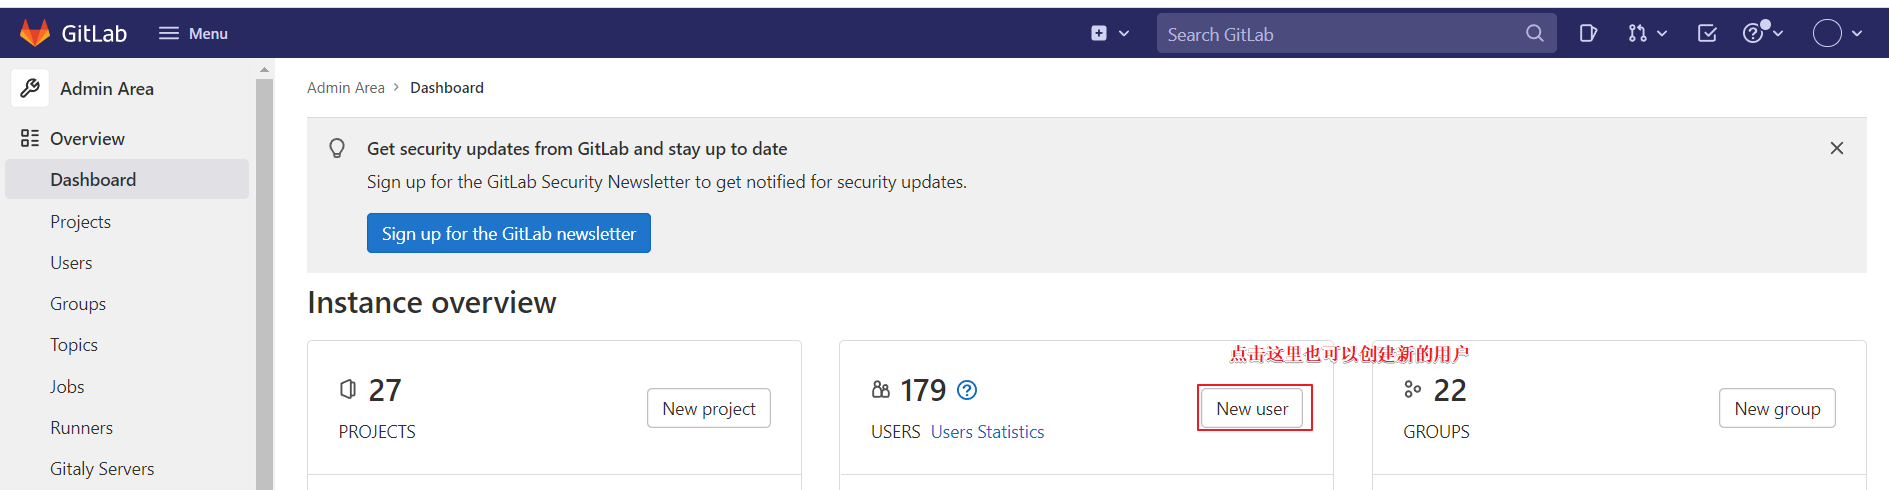 GitLab
Menu
Search GitLab
Admin Area
Overview
Dashboard
Projects
Users
Groups
Topics
Jobs
Runners
Gitaly Servers
Admin Area > Dashboard
Get security updates from GitLab and stay up to date
Sign up for the GitLab Security Newsletter to get notified for security updates.
Sign up for the GitLab newsletter
Instance overview
27
PROJECTS
New project
点击这里也可以创建新的用户
179
USERS Users Statistics
New user
22
GROUPS
New group